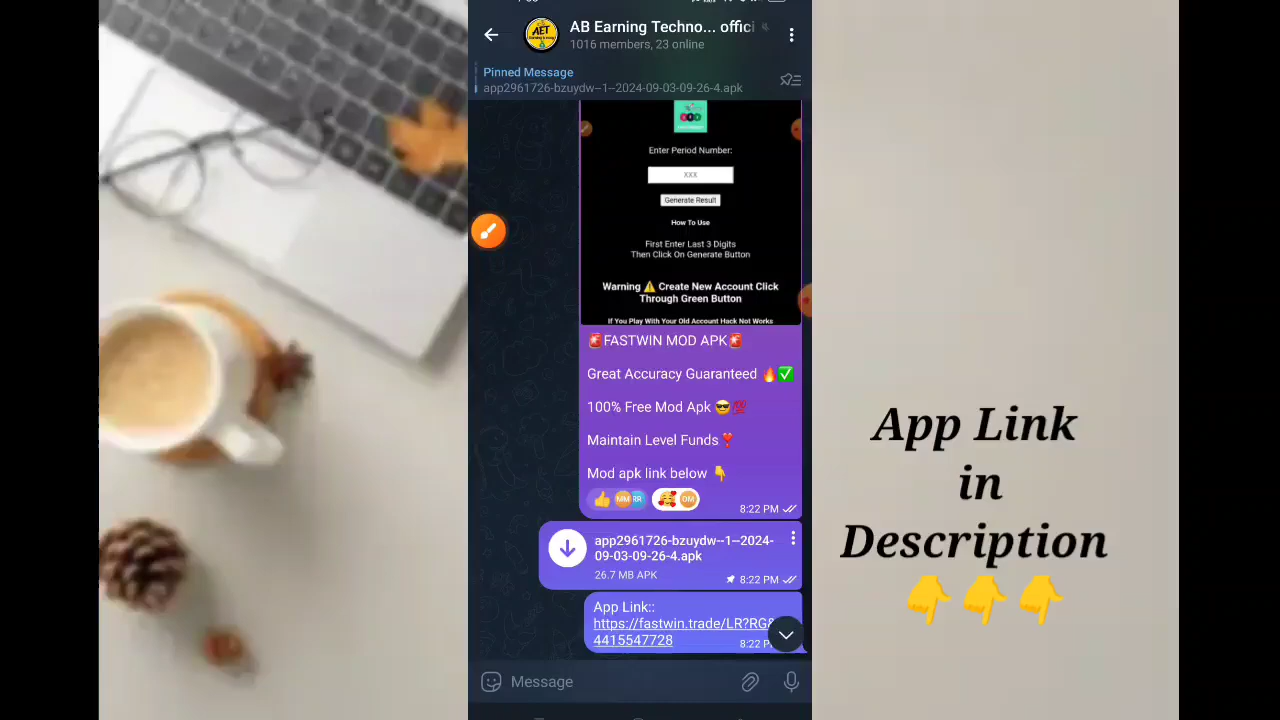 AB Earning Techno... offici
1016 members, 23 online
Pinned Message
app2961726-bzuydw--1--2024-09-03-09-26-4.apk
AET
Enter Period Number:
XXX
Generate Result
How To Use
First Enter Last 3 Digits
Then Click On Generate Button
Warning ⚠️ Create New Account Click
Through Green Button
If You Play With Your Old Account Hack Not Works
🚨FASTWIN MOD APK🚨
Great Accuracy Guaranteed 🔥✅
100% Free Mod Apk 😎💯
Maintain Level Funds❣️
Mod apk link below 👇
👍 MM RR 🥰 DM
8:22 PM
app2961726-bzuydw--1--2024-
09-03-09-26-4.apk
26.7 MB APK
8:22 PM
App Link::
https://fastwin.trade/LR?RG&
4415547728
8:22 P
Message
App Link
in
Description
👇👇👇